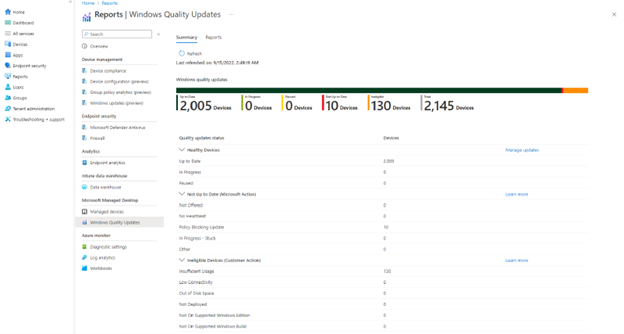 Home > Reports
Reports | Windows Quality Updates ...
Home
Dashboard
All services
Devices
Apps
Endpoint security
Reports
Users
Groups
Tenant administration
Troubleshooting + support
Search
Overview
Device management
Device compliance
Device configuration (preview)
Group policy analytics (preview)
Windows updates (preview)
Endpoint security
Microsoft Defender Antivirus
Firewall
Analytics
Endpoint analytics
Intune data warehouse
Data warehouse
Microsoft Managed Desktop
Managed devices
Windows Quality Updates
Azure monitor
Diagnostic settings
Log analytics
Workbooks
Summary Reports
Refresh
Last refreshed on: 9/15/2022,
Windows quality updates
Up to Date In Progress Paused Not Up to Date Ineligible Total
2,005 Devices 0 Devices 0 Devices 10 Devices 130 Devices 2,145 Devices
Quality updates status Devices
Healthy Devices Manage updates
Up to Date 2,005
In Progress 0
Paused 0
Not Up to Date (Microsoft Action) Learn more
Not Offered 0
No Heartbeat 0
Policy Blocking Update 10
In Progress - Stuck 0
Other 0
Ineligible Devices (Customer Action) Learn more
Insufficient Usage 130
Low Connectivity 0
Out of Disk Space 0
Not Deployed 0
Not On Supported Windows Edition 0
Not On Supported Windows Build 0